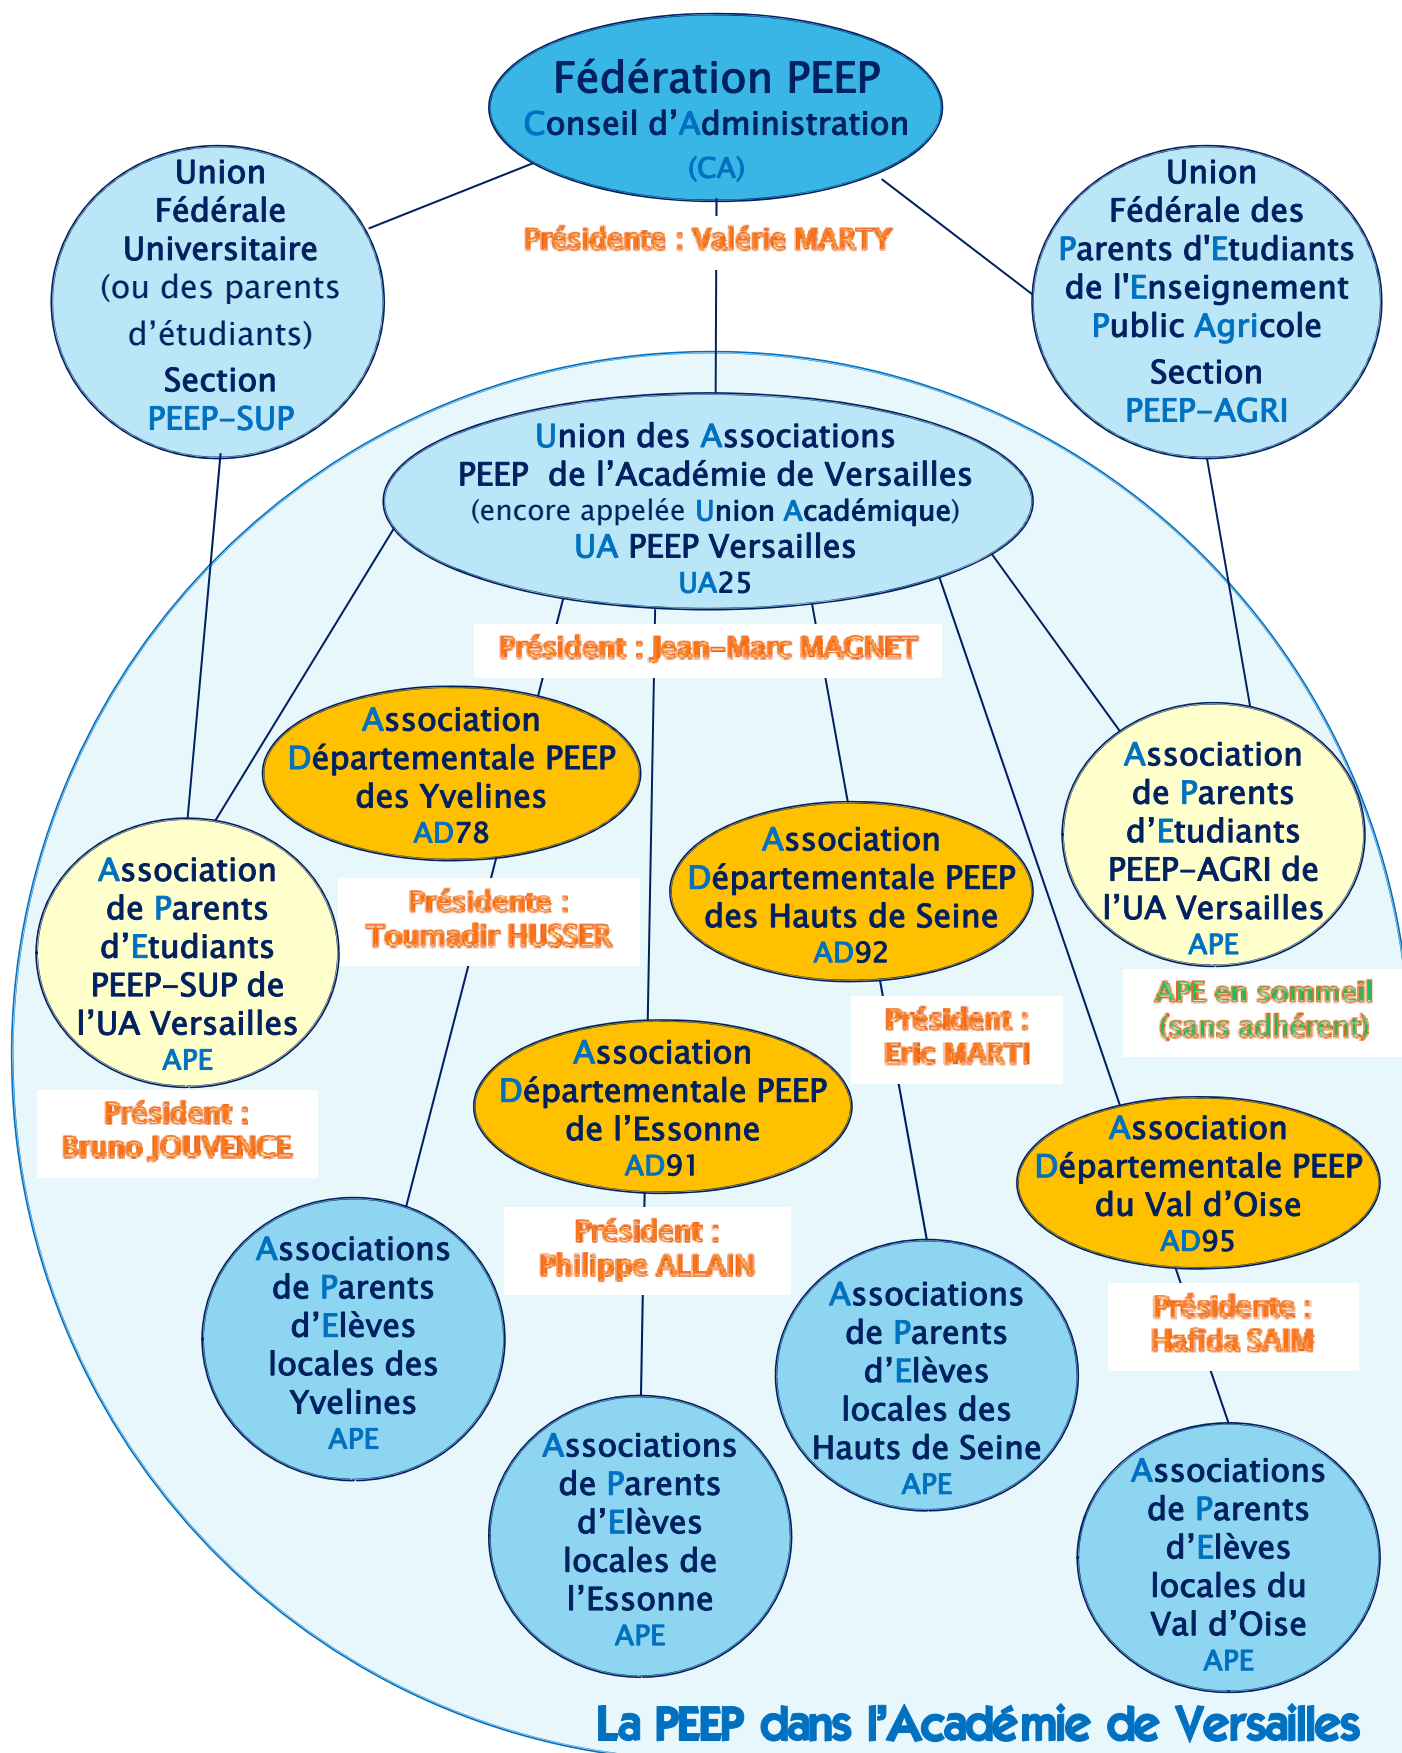 Fédération PEEP
Conseil d'Administration
(CA)
Présidente : Valérie MARTY
Union
Fédérale
Universitaire
(ou des parents
d'étudiants)
Section
PEEP-SUP
Union
Fédérale des
Parents d'Etudiants
de l'Enseignement
Public Agricole
Section
PEEP-AGRI
Union des Associations
PEEP de l'Académie de Versailles
(encore appelée Union Académique)
UA PEEP Versailles
UA25
Président : Jean-Marc MAGNET
Association
Départementale PEEP
des Yvelines
AD78
Présidente :
Toumadir HUSSER
Association
Départementale PEEP
des Hauts de Seine
AD92
Président :
Eric MARTI
Association
de Parents
d'Etudiants
PEEP-AGRI de
l'UA Versailles
APE
APE en sommeil
(sans adhérent)
Association
de Parents
d'Etudiants
PEEP-SUP de
l'UA Versailles
APE
Président :
Bruno JOUVENCE
Association
Départementale PEEP
de l'Essonne
AD91
Président :
Philippe ALLAIN
Association
Départementale PEEP
du Val d'Oise
AD95
Présidente :
Hafida SAIM
Associations
de Parents
d'Elèves
locales des
Yvelines
APE
Associations
de Parents
d'Elèves
locales de
l'Essonne
APE
Associations
de Parents
d'Elèves
locales des
Hauts de Seine
APE
Associations
de Parents
d'Elèves
locales du
Val d'Oise
APE
La PEEP dans l'Académie de Versailles